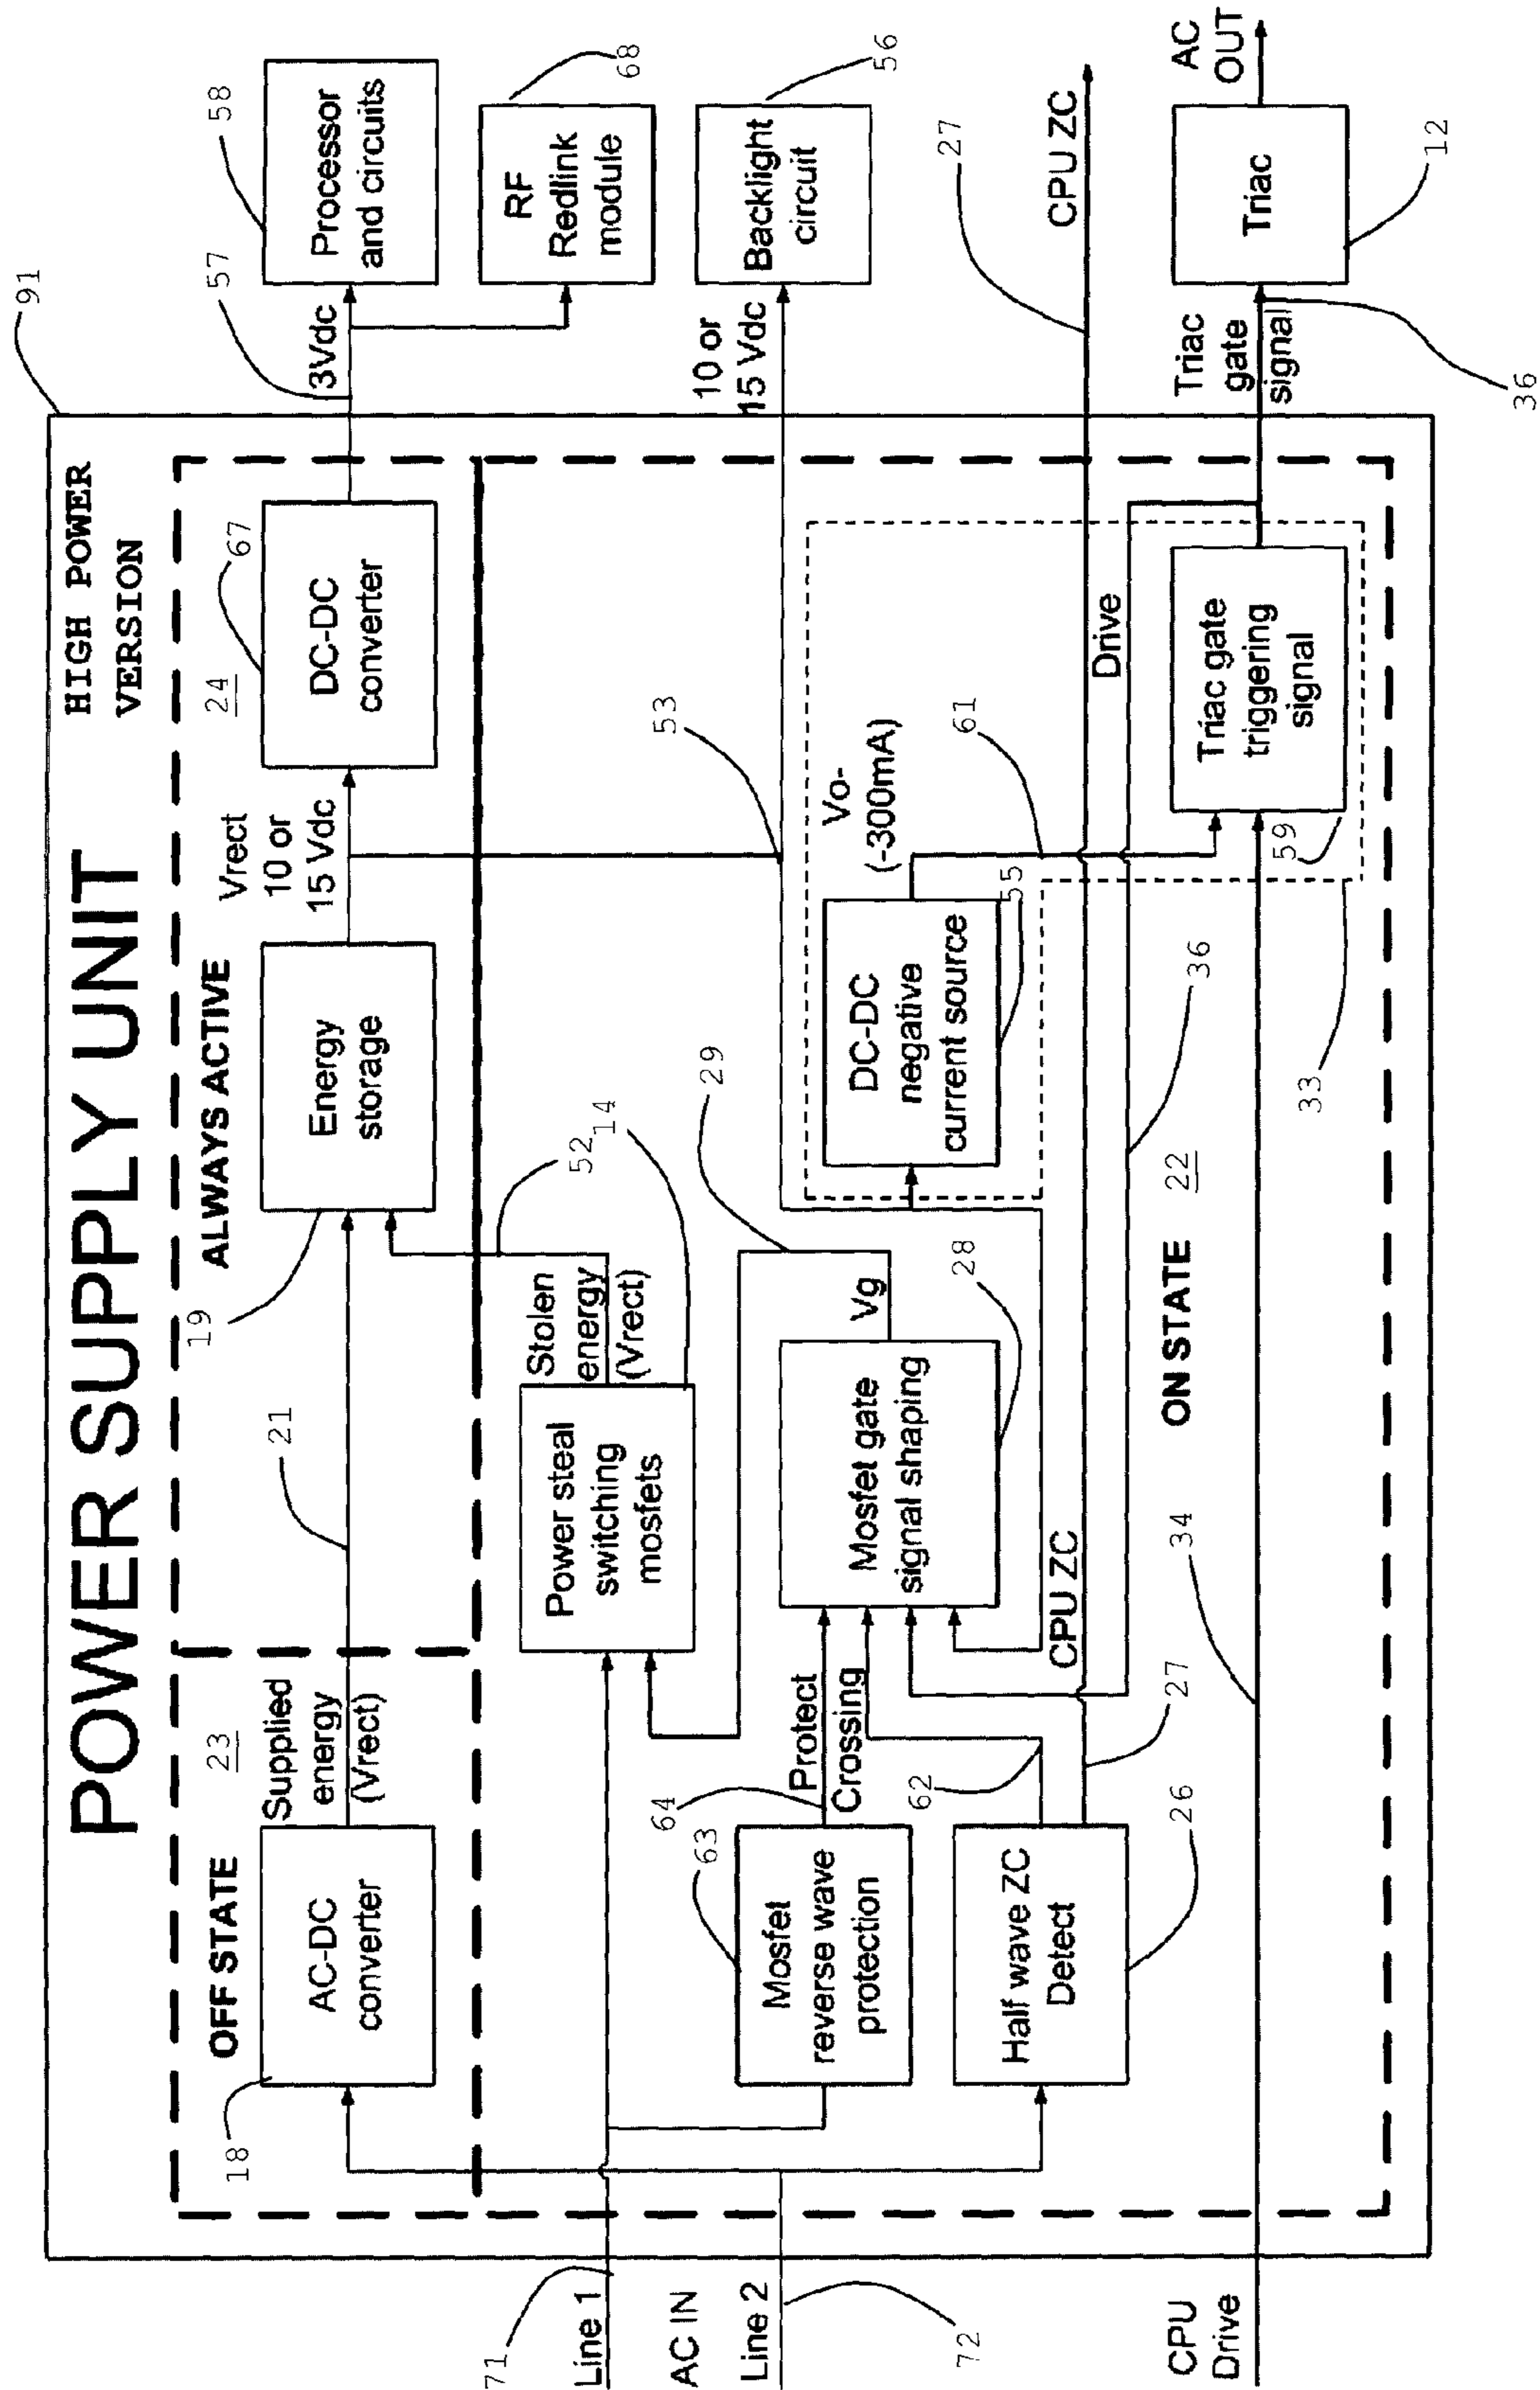 POWER SUPPLY UNIT
HIGH POWER
VERSION
91
OFF STATE
23
ALWAYS ACTIVE
24
18
AC-DC
converter
Supplied
energy
(Vrect)
21
19
Energy
storage
Vrect
10 or
15 Vdc
67
DC-DC
converter
57
3Vdc
58
Processor
and circuits
68
RF
Redlink
module
71
Line 1
AC IN
Line 2
72
Power steal
switching
mosfets
Stolen
energy
(Vrect)
52
14
53
10 or
15 Vdc
Backlight
circuit
56
63
Mosfet
reverse wave
protection
64
Protect
Crossing
62
Mosfet gate
signal shaping
28
Vg
29
DC-DC
negative
current source
55
Vo-
(-300mA)
61
Half wave ZC
Detect
26
27
CPU ZC
27
CPU ZC
36
Drive
ON STATE
22
33
59
Triac gate
triggering
signal
Triac
gate
signal
36
Triac
12
AC
OUT
CPU
Drive
34